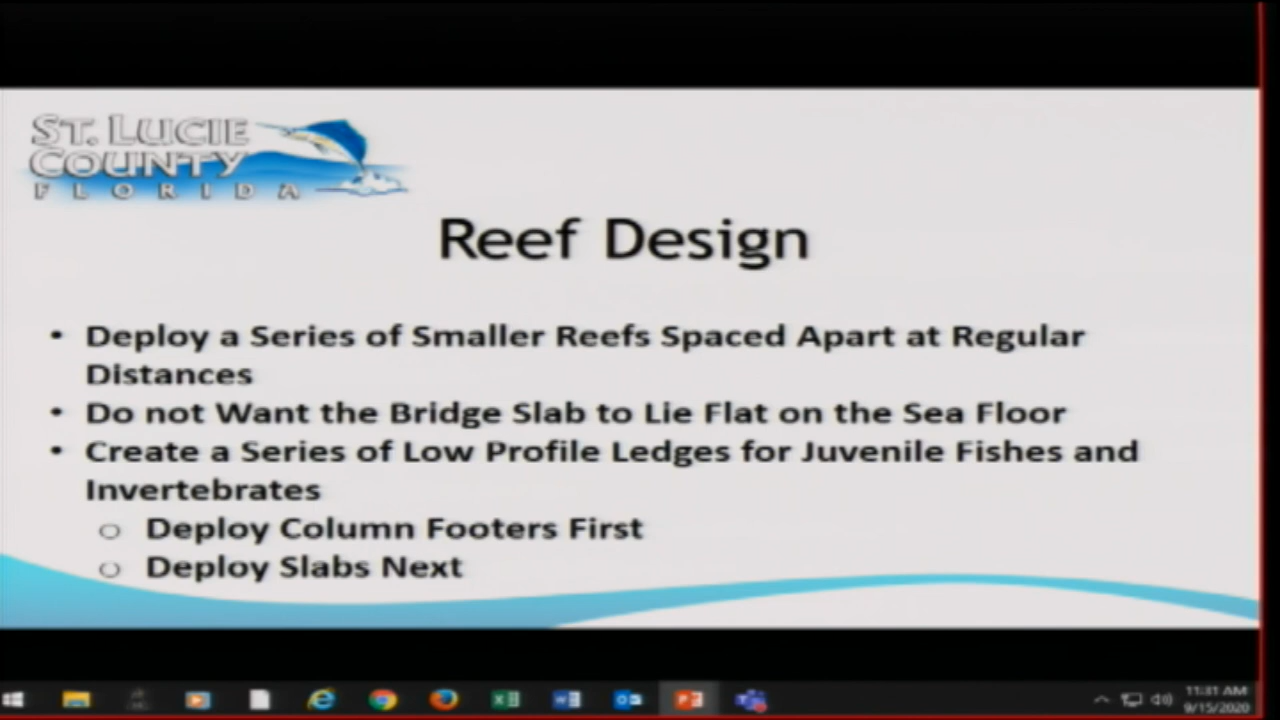 ST. LUCIE
COUNTY
FLORIDA
Reef Design
• Deploy a Series of Smaller Reefs Spaced Apart at Regular
Distances
• Do not Want the Bridge Slab to Lie Flat on the Sea Floor
• Create a Series of Low Profile Ledges for Juvenile Fishes and
Invertebrates
o Deploy Column Footers First
o Deploy Slabs Next
11:31 AM
9/15/2020